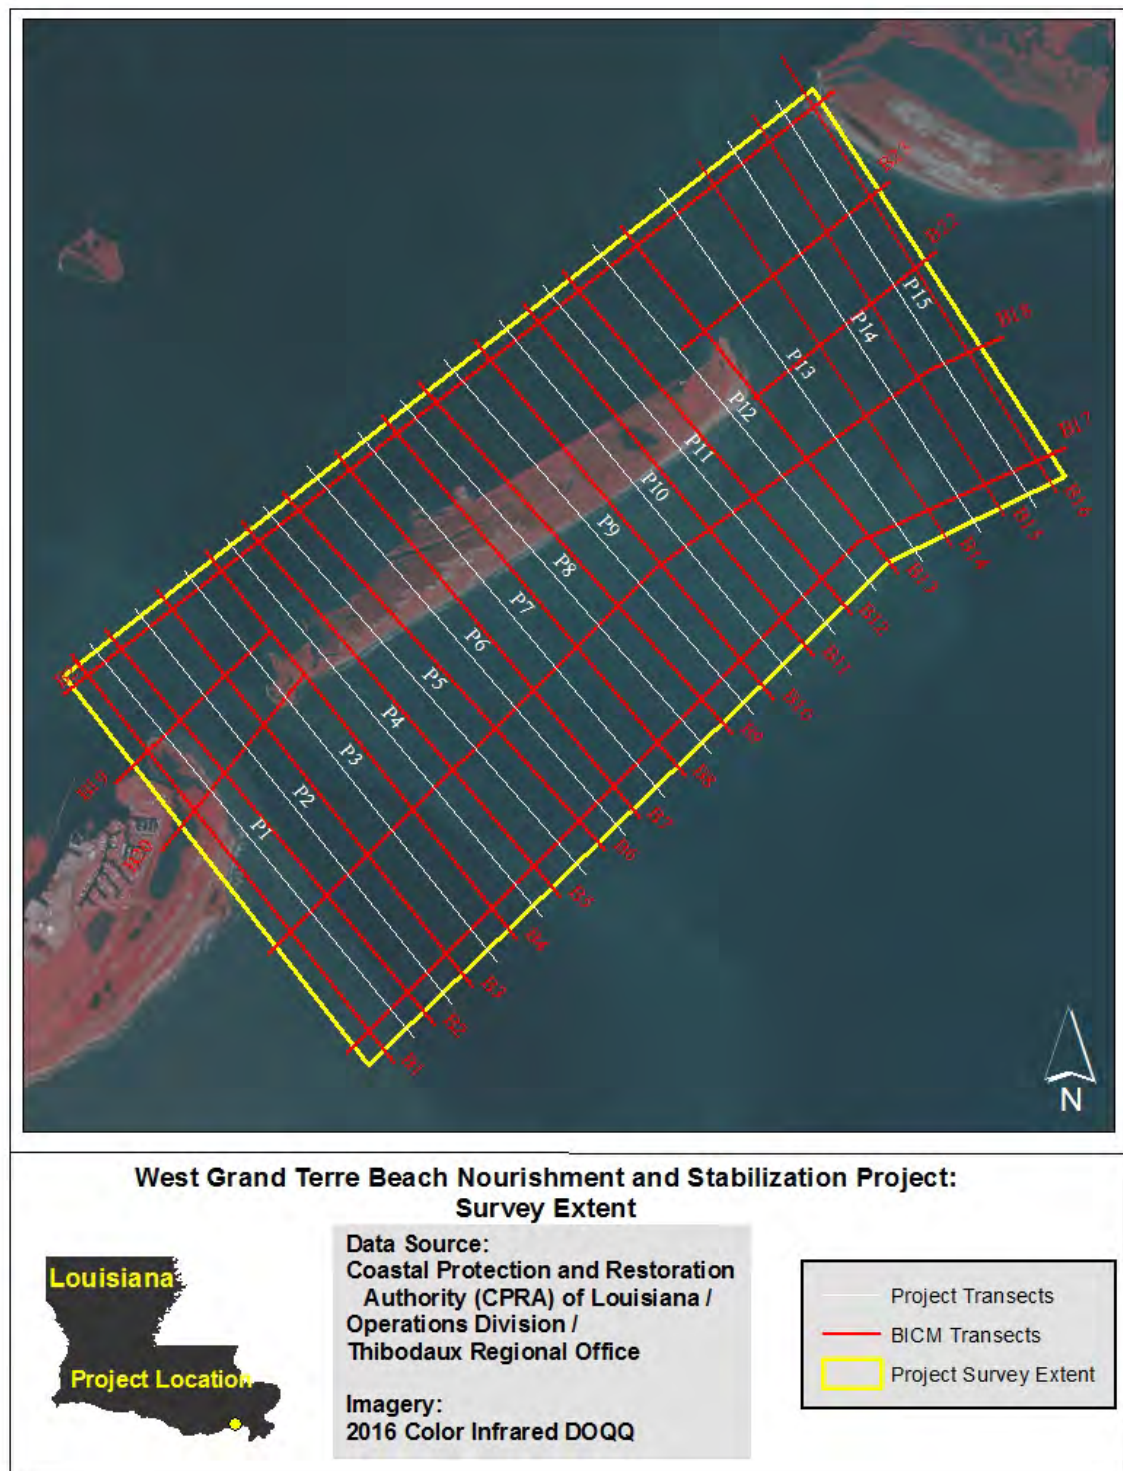 B22
B18
P15
P14
B17
P13
B16
B15
P12
B14
P11
B13
P10
B12
P9
B11
P8
B10
P7
B9
P6
B8
P5
B7
P4
B6
P3
B5
B19
P2
B4
B20
P1
B3
B2
B1
N
West Grand Terre Beach Nourishment and Stabilization Project:
Survey Extent
Louisiana
Project Location
Data Source:
Coastal Protection and Restoration
Authority (CPRA) of Louisiana /
Operations Division /
Thibodaux Regional Office
Imagery:
2016 Color Infrared DOQQ
Project Transects
BICM Transects
Project Survey Extent